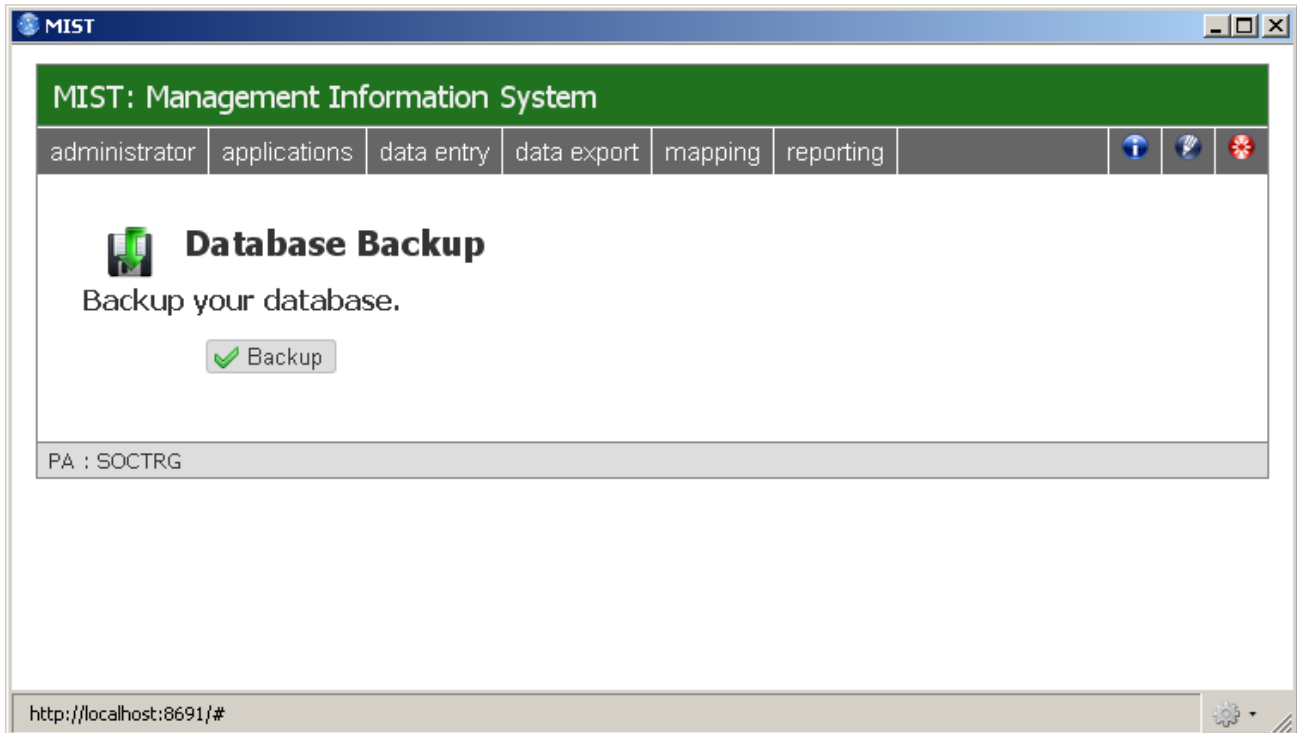 MIST
MIST: Management Information System
administrator applications data entry data export mapping reporting
Database Backup
Backup your database.
Backup
PA : SOCTRG
http://localhost:8691/#